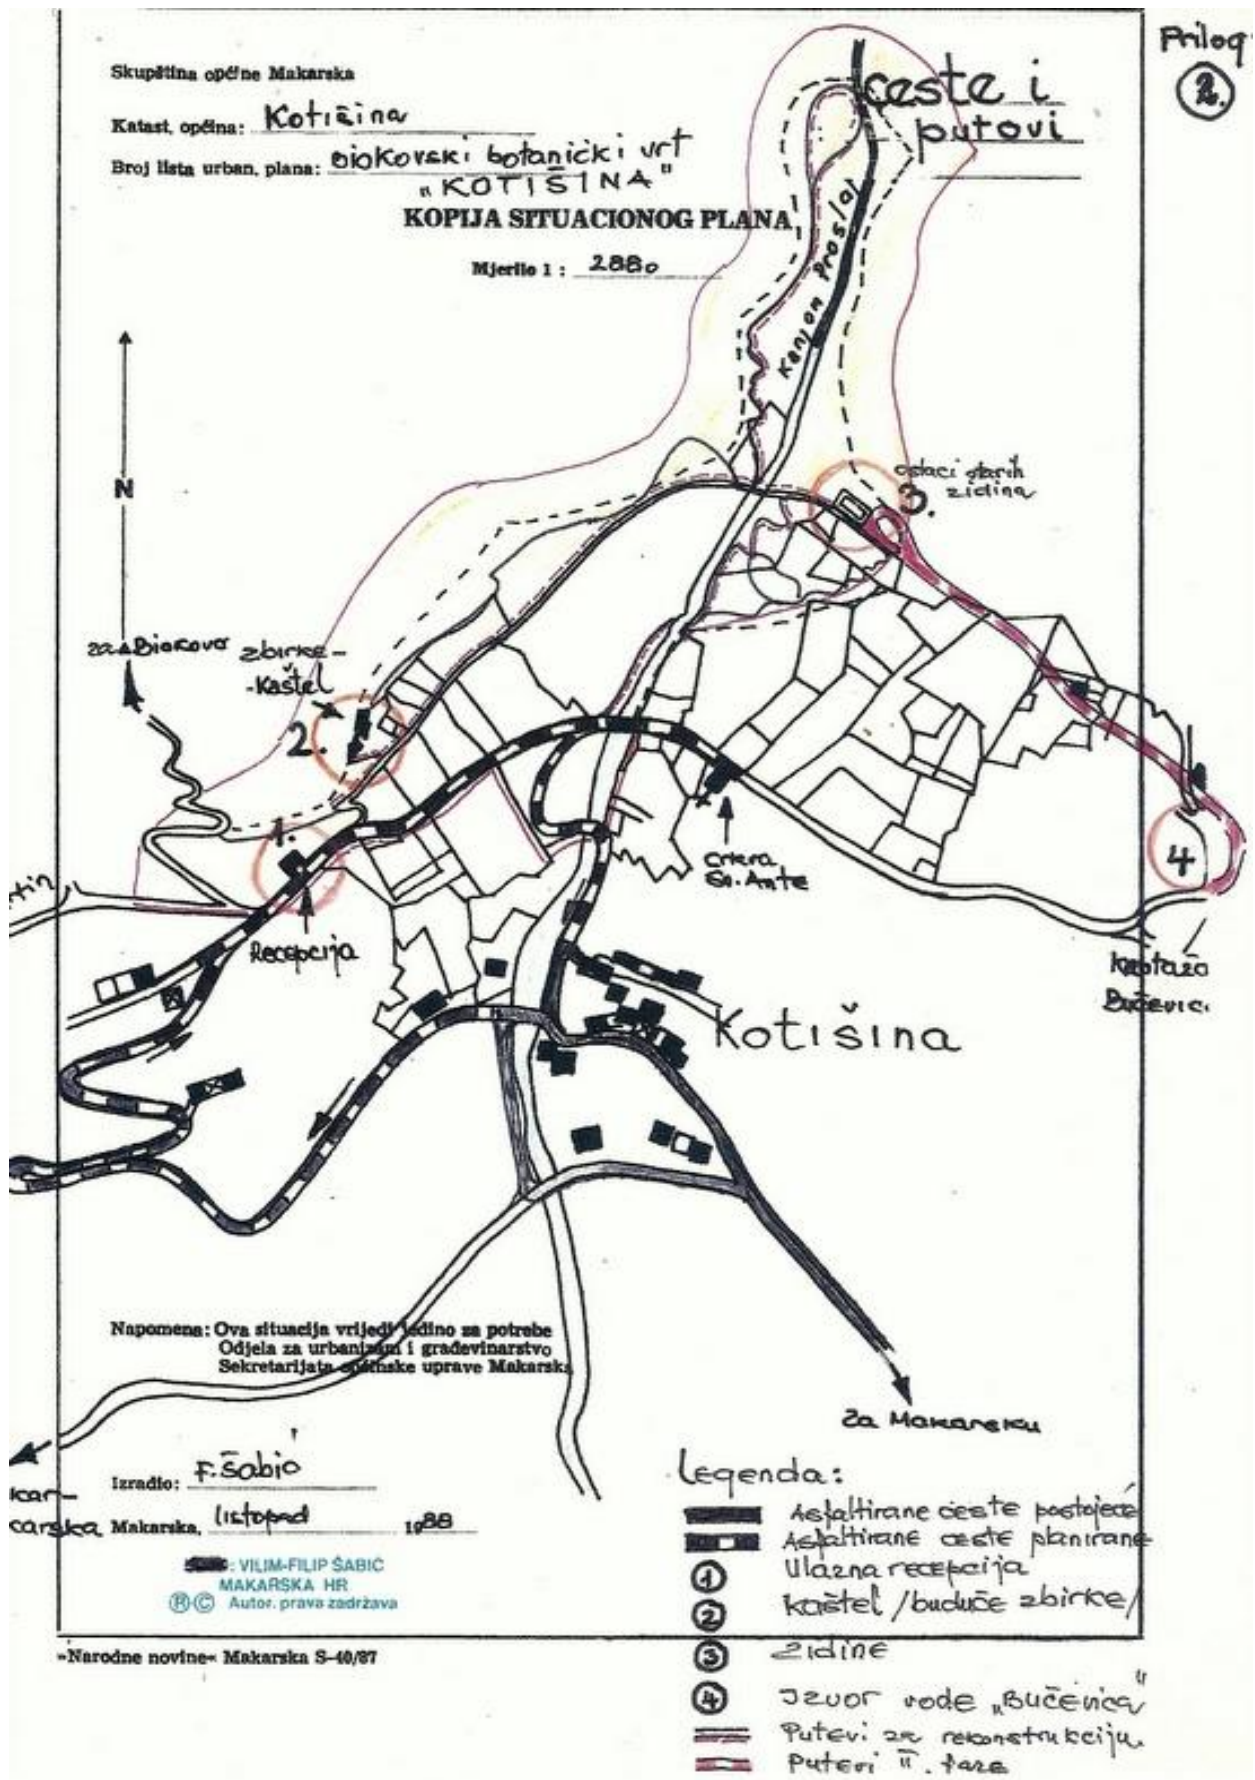 Prilog
2.
Skupština općine Makarska
ceste i
putovi
Katast. općina: Kotišina
Broj lista urban. plana: Biokovski botanički vrt
"KOTIŠINA"
KOPIJA SITUACIONOG PLANA
Mjerilo 1 : 2880
Kanjon Proslap
N
ostaci starih
zidina
3.
za Biokovo
zbirke-
-Kaštel
2.
1.
4
crkva
Sv. Ante
Recepcija
Kotišina
Napomena: Ova situacija vrijedi jedino za potrebe
Odjela za urbanizam i građevinarstvo
Sekretarijata općinske uprave Makarska
za Makarsku
Izradio: F. Šabić
Makarska, listopad 1988
: VILIM-FILIP ŠABIĆ
MAKARSKA HR
® © Autor. prava zadržava
»Narodne novine« Makarska S-40/87
Legenda:
Asfaltirane ceste postojeće
Asfaltirane ceste planirane
1 Ulazna recepcija
2 Kaštel /buduće zbirke/
3 zidine
4 Izvor vode „Bučevica"
Putevi za rekonstrukciju.
Putevi II. faze